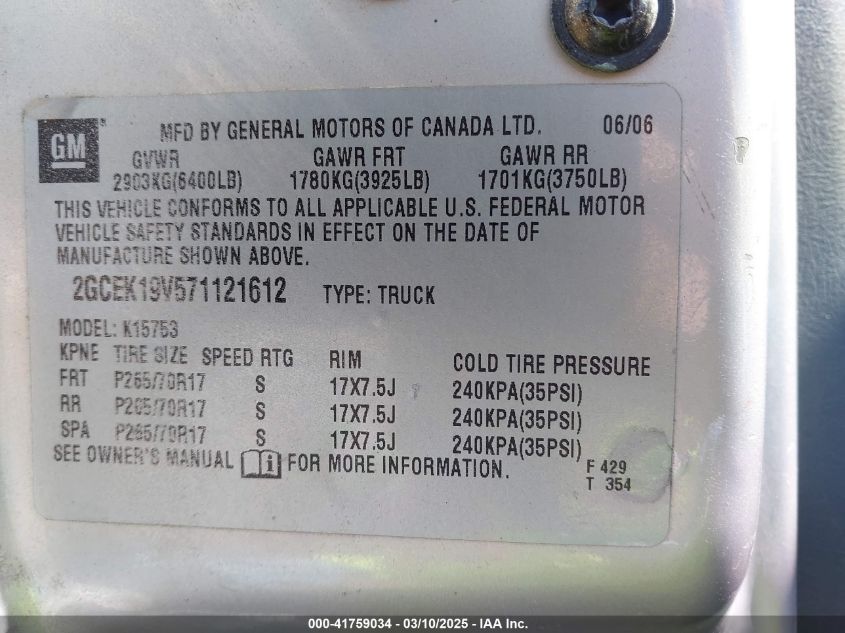 GM
MFD BY GENERAL MOTORS OF CANADA LTD. 06/06
GVWR GAWR FRT GAWR RR
2903KG(6400LB) 1780KG(3925LB) 1701KG(3750LB)
THIS VEHICLE CONFORMS TO ALL APPLICABLE U.S. FEDERAL MOTOR
VEHICLE SAFETY STANDARDS IN EFFECT ON THE DATE OF
MANUFACTURE SHOWN ABOVE.
2GCEK19V571121612 TYPE: TRUCK
MODEL: K15753
KPNE TIRE SIZE SPEED RTG RIM COLD TIRE PRESSURE
FRT P265/70R17 S 17X7.5J 240KPA(35PSI)
RR P265/70R17 S 17X7.5J 240KPA(35PSI)
SPA P265/70R17 S 17X7.5J 240KPA(35PSI)
SEE OWNER'S MANUAL FOR MORE INFORMATION.
F 429
T 354
000-41759034 - 03/10/2025 - IAA Inc.